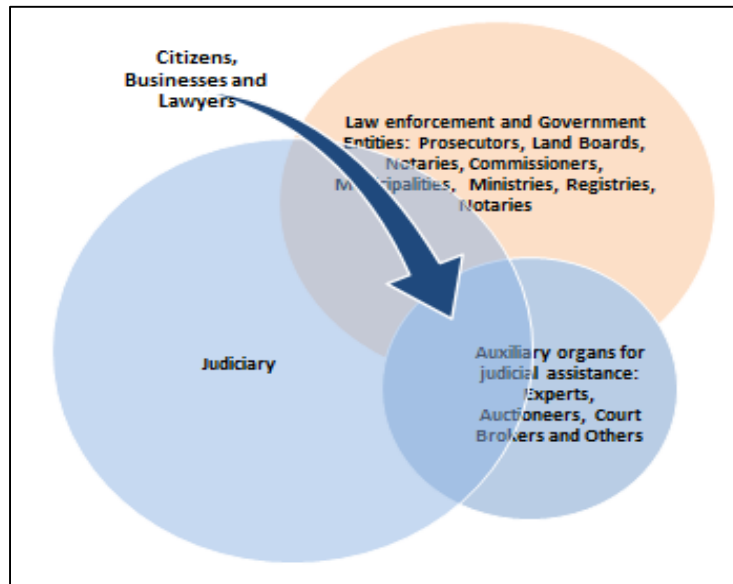 Citizens,
Businesses and
Lawyers
Law enforcement and Government
Entities: Prosecutors, Land Boards,
Notaries, Commissioners,
Municipalities, Ministries, Registries,
Notaries
Judiciary
Auxiliary organs for
judicial assistance:
Experts,
Auctioneers, Court
Brokers and Others